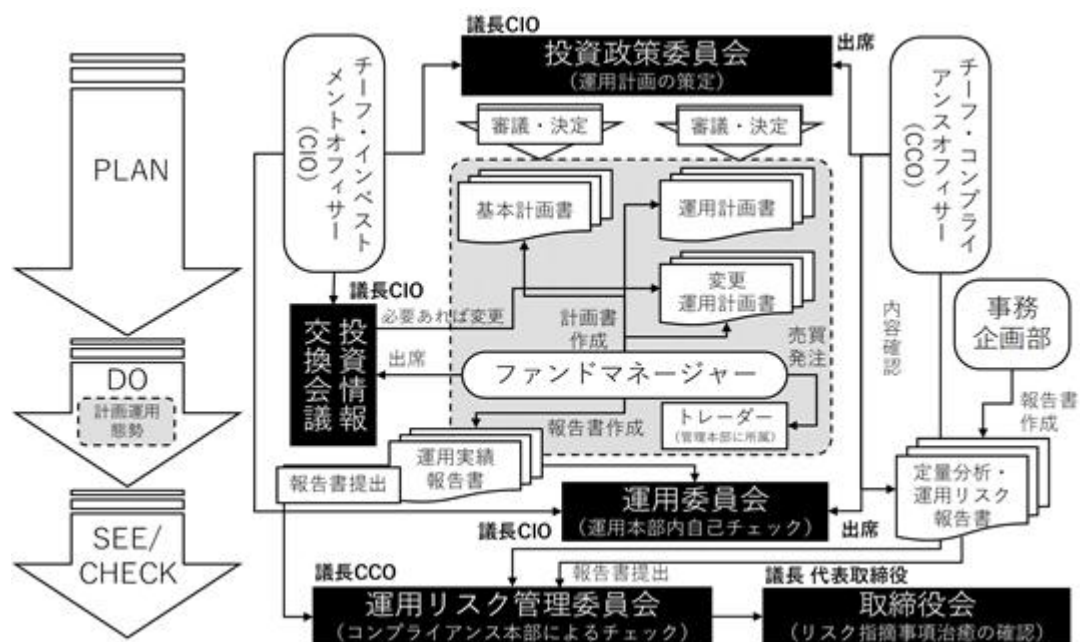 議長CIO
投資政策委員会
(運用計画の策定)
出席
チーフ・インベスト
メントオフィサー
(CIO)
チーフ・コンプライ
アンスオフィサー
(CCO)
PLAN
審議・決定
審議・決定
基本計画書
運用計画書
変更
運用計画書
議長CIO
必要あれば変更
投資情報
交換会議
計画書
作成
売買
発注
内容確認
事務
企画部
出席
ファンドマネージャー
DO
計画運用
態勢
報告書作成
トレーダー
(管理本部に所属)
報告書
作成
運用実績
報告書
報告書提出
定量分析・
運用リスク
報告書
運用委員会
(運用本部内自己チェック)
議長CIO
出席
SEE/
CHECK
議長CCO
報告書提出
議長 代表取締役
運用リスク管理委員会
(コンプライアンス本部によるチェック)
取締役会
(リスク指摘事項治癒の確認)